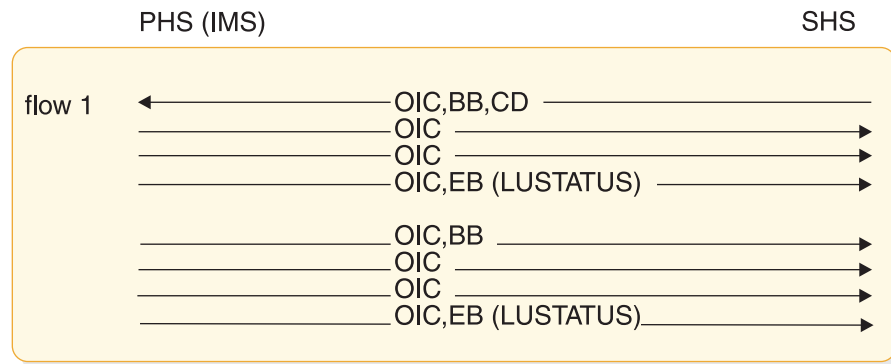 PHS (IMS) SHS
flow 1 OIC,BB,CD
OIC
OIC
OIC,EB (LUSTATUS)
OIC,BB
OIC
OIC
OIC,EB (LUSTATUS)